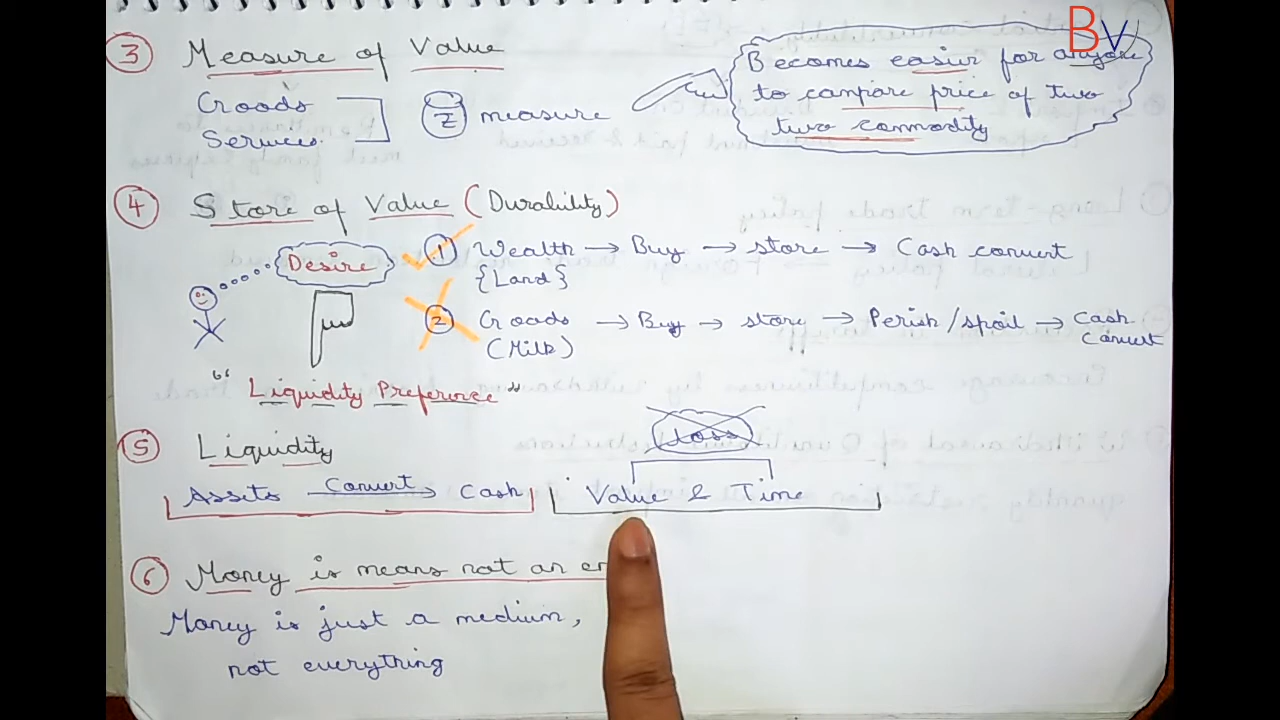 BV
3 Measure of Value
Goods
Services
Z measure
Becomes easier for anyone
to compare price of two
two commodity
4 Store of Value (Durability)
Desire
1 Wealth → Buy → store → Cash convert
{Land}
2 Goods → Buy → store → Perish/spoil → Cash
(Milk) convert
"Liquidity Preference"
5 Liquidity
Loss
Assets Convert → Cash Value & Time
6 Money is means not an en
Money is just a medium,
not everything